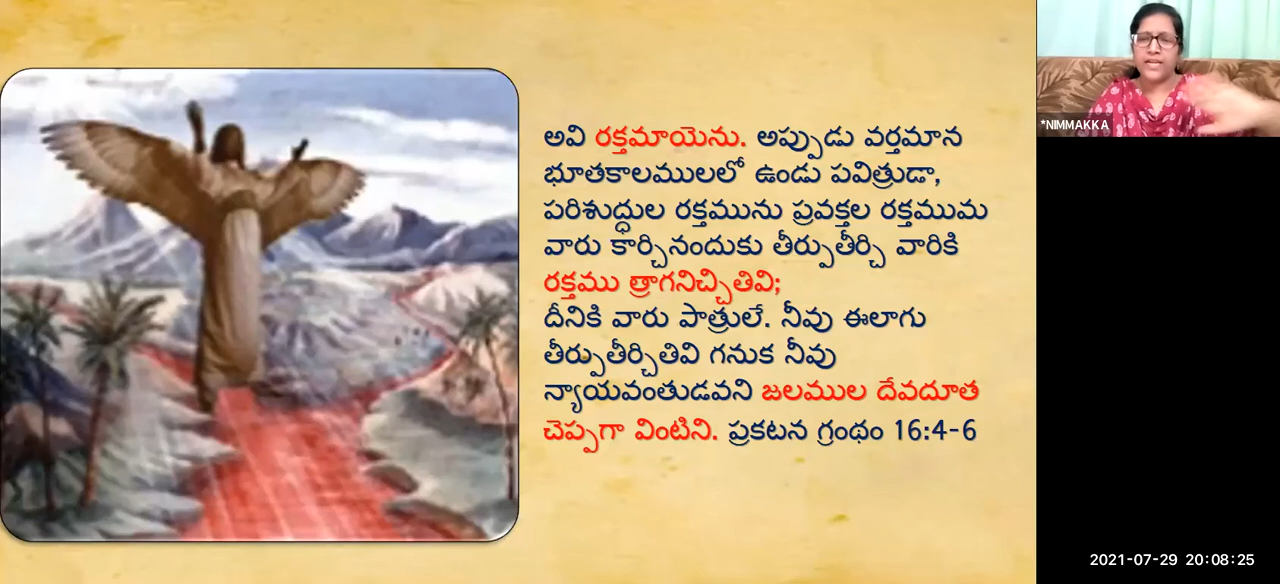 అవి రక్తమాయెను. అప్పుడు వర్తమాన
భూతకాలములలో ఉండు పవిత్రుడా,
పరిశుద్ధుల రక్తమును ప్రవక్తల రక్తముమ
వారు కార్చినందుకు తీర్పుతీర్చి వారికి
రక్తము త్రాగనిచ్చితివి;
దీనికి వారు పాత్రులే. నీవు ఈలాగు
తీర్పుతీర్చితివి గనుక నీవు
న్యాయవంతుడవని జలముల దేవదూత
చెప్పగా వింటిని. ప్రకటన గ్రంథం 16:4-6
*NIMMAKKA
2021-07-29 20:08:25